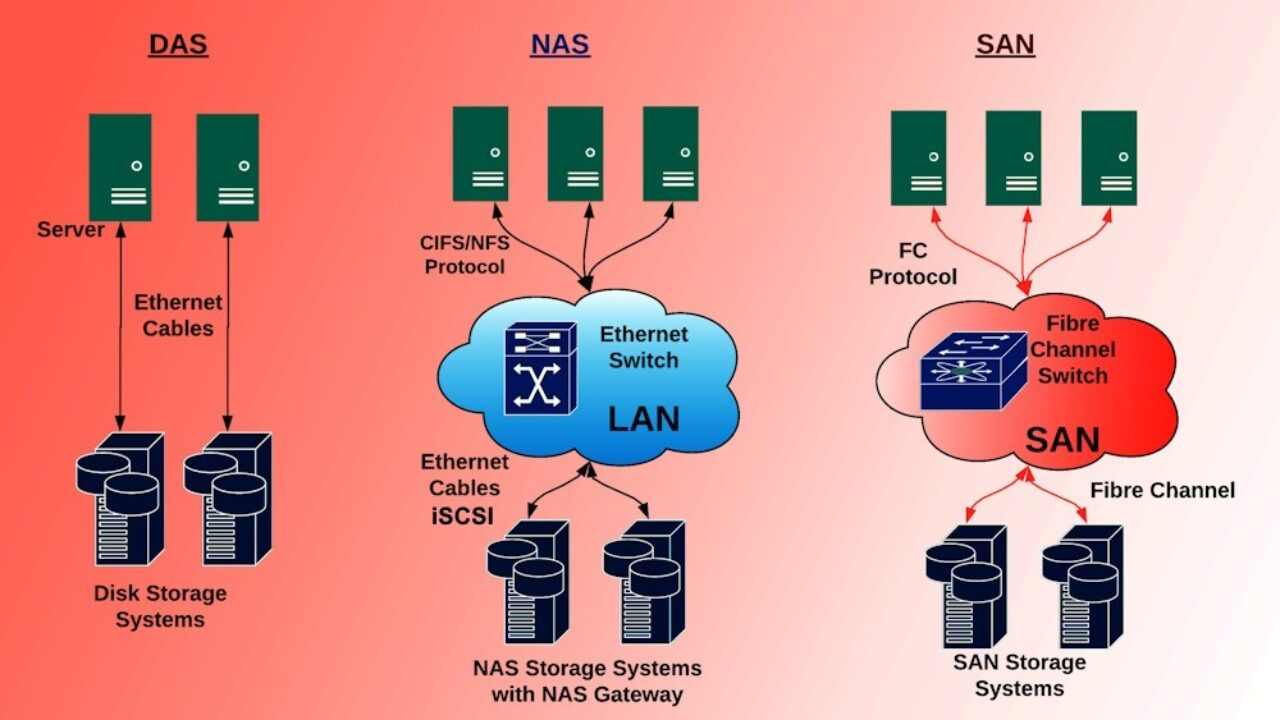 DAS
Server
Ethernet
Cables
Disk Storage
Systems
NAS
CIFS/NFS
Protocol
Ethernet
Switch
LAN
Ethernet
Cables
iSCSI
NAS Storage Systems
with NAS Gateway
SAN
FC
Protocol
Fibre
Channel
Switch
SAN
Fibre Channel
SAN Storage
Systems